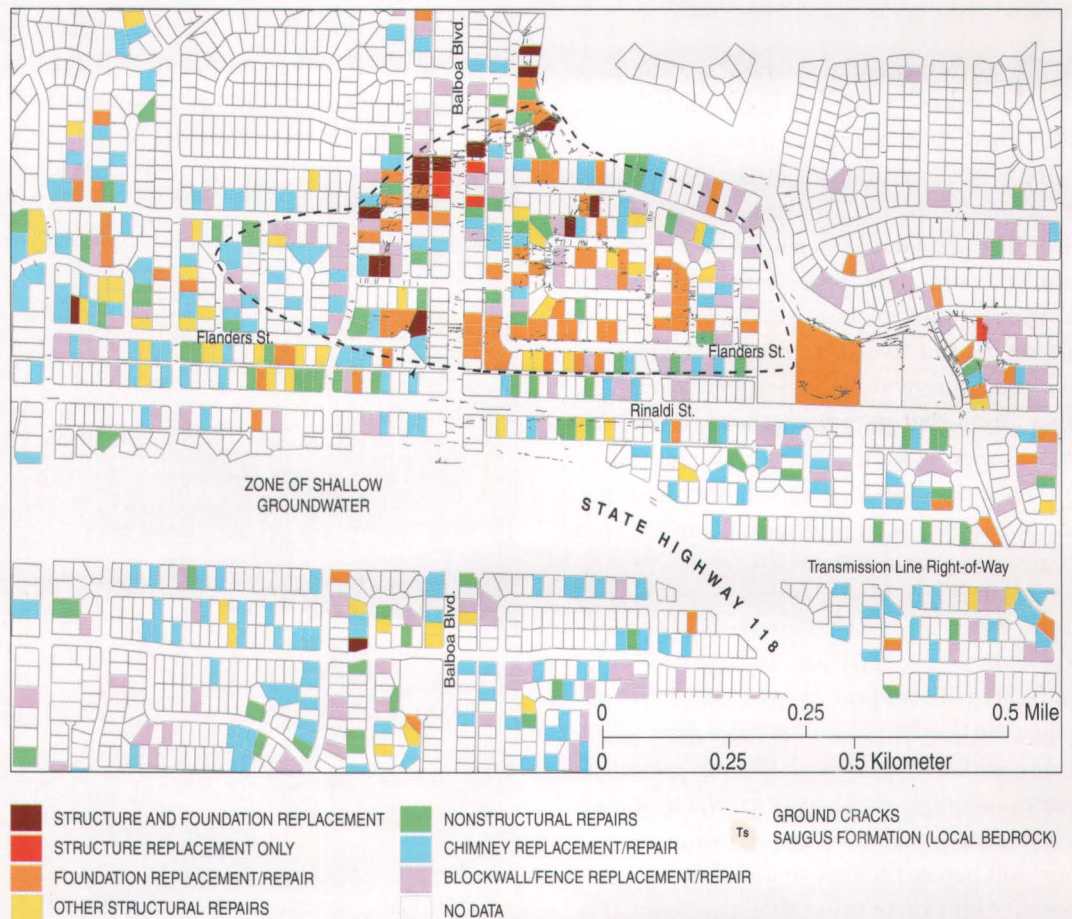 Balboa Blvd.
Flanders St.
Flanders St.
Rinaldi St.
ZONE OF SHALLOW
GROUNDWATER
STATE HIGHWAY 118
Transmission Line Right-of-Way
Balboa Blvd.
0 0.25 0.5 Mile
0 0.25 0.5 Kilometer
STRUCTURE AND FOUNDATION REPLACEMENT
STRUCTURE REPLACEMENT ONLY
FOUNDATION REPLACEMENT/REPAIR
OTHER STRUCTURAL REPAIRS
NONSTRUCTURAL REPAIRS
CHIMNEY REPLACEMENT/REPAIR
BLOCKWALL/FENCE REPLACEMENT/REPAIR
NO DATA
GROUND CRACKS
Ts SAUGUS FORMATION (LOCAL BEDROCK)